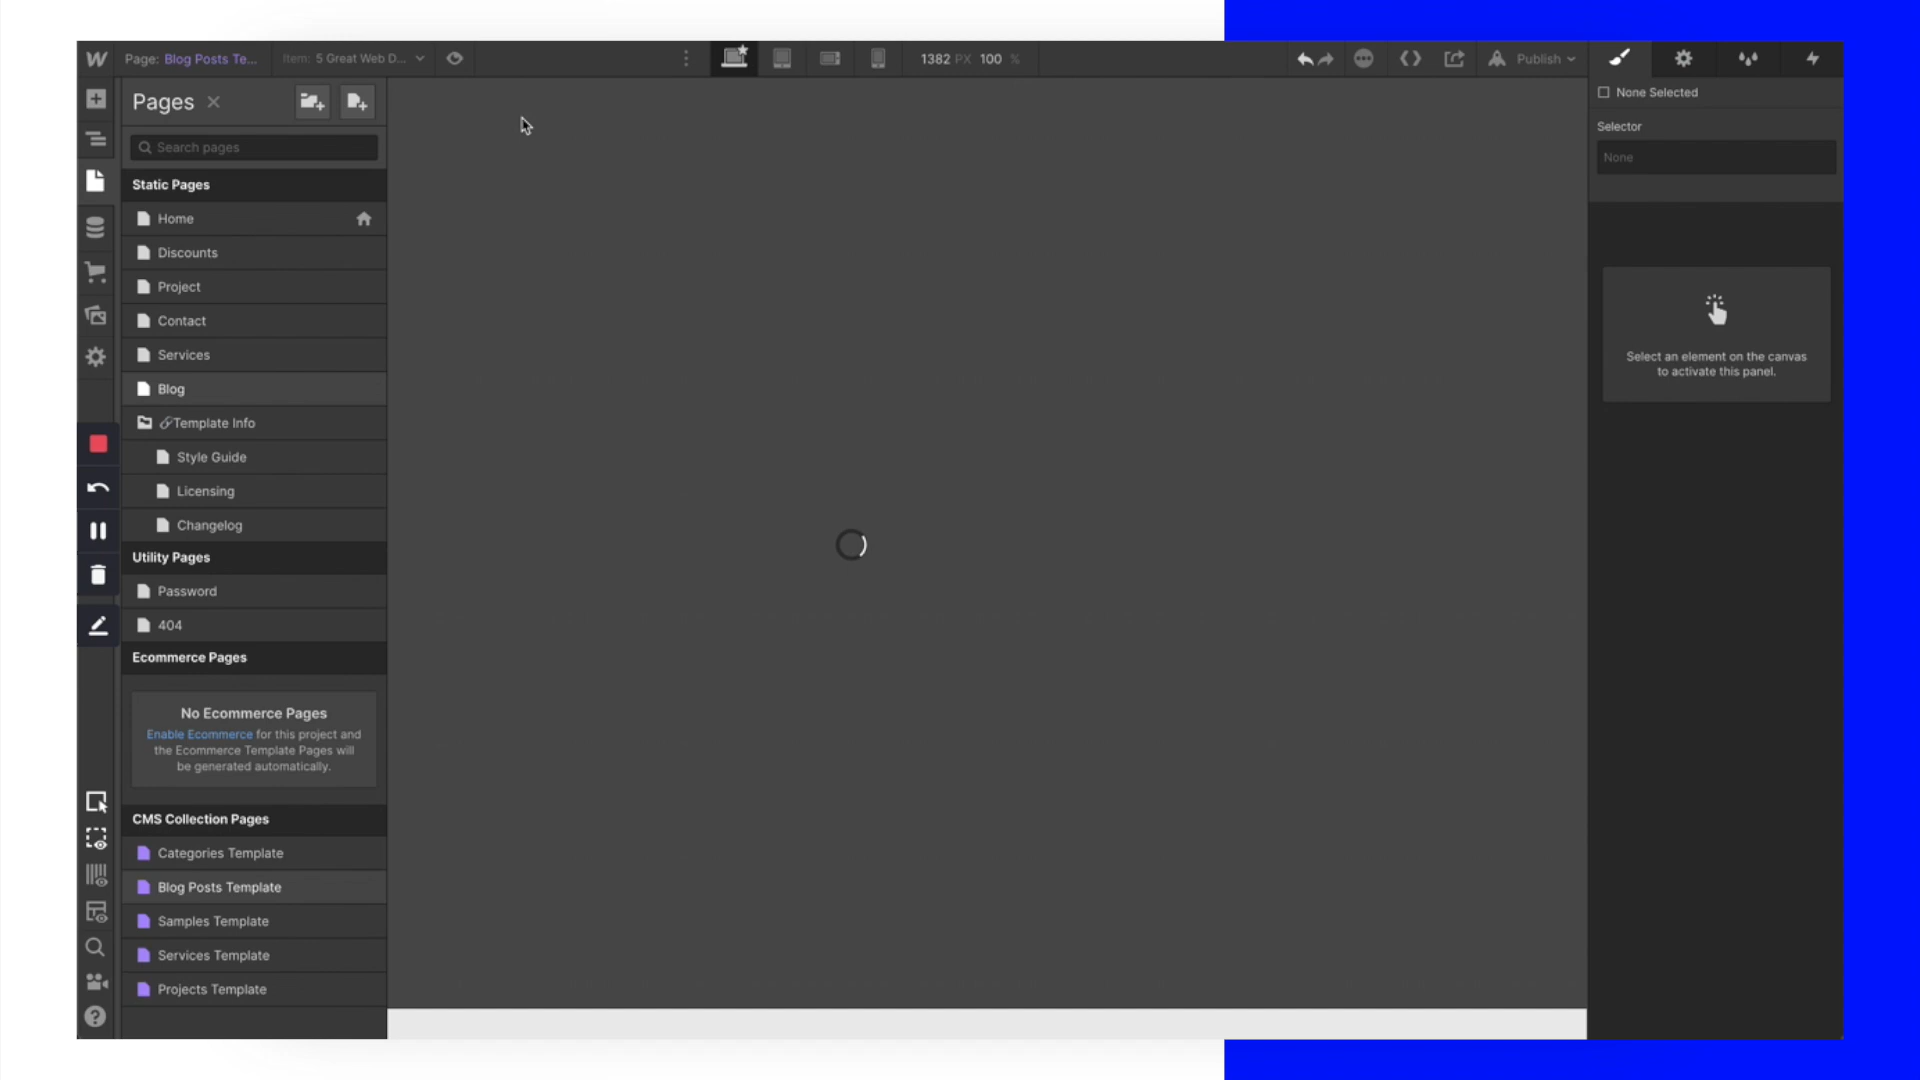 Page: Blog Posts Te...
Item: 5 Great Web D...
1382 PX 100 %
Publish
Pages
Search pages
Static Pages
Home
Discounts
Project
Contact
Services
Blog
Template Info
Style Guide
Licensing
Changelog
Utility Pages
Password
404
Ecommerce Pages
No Ecommerce Pages
Enable Ecommerce for this project and
the Ecommerce Template Pages will
be generated automatically.
CMS Collection Pages
Categories Template
Blog Posts Template
Samples Template
Services Template
Projects Template
None Selected
Selector
None
Select an element on the canvas
to activate this panel.